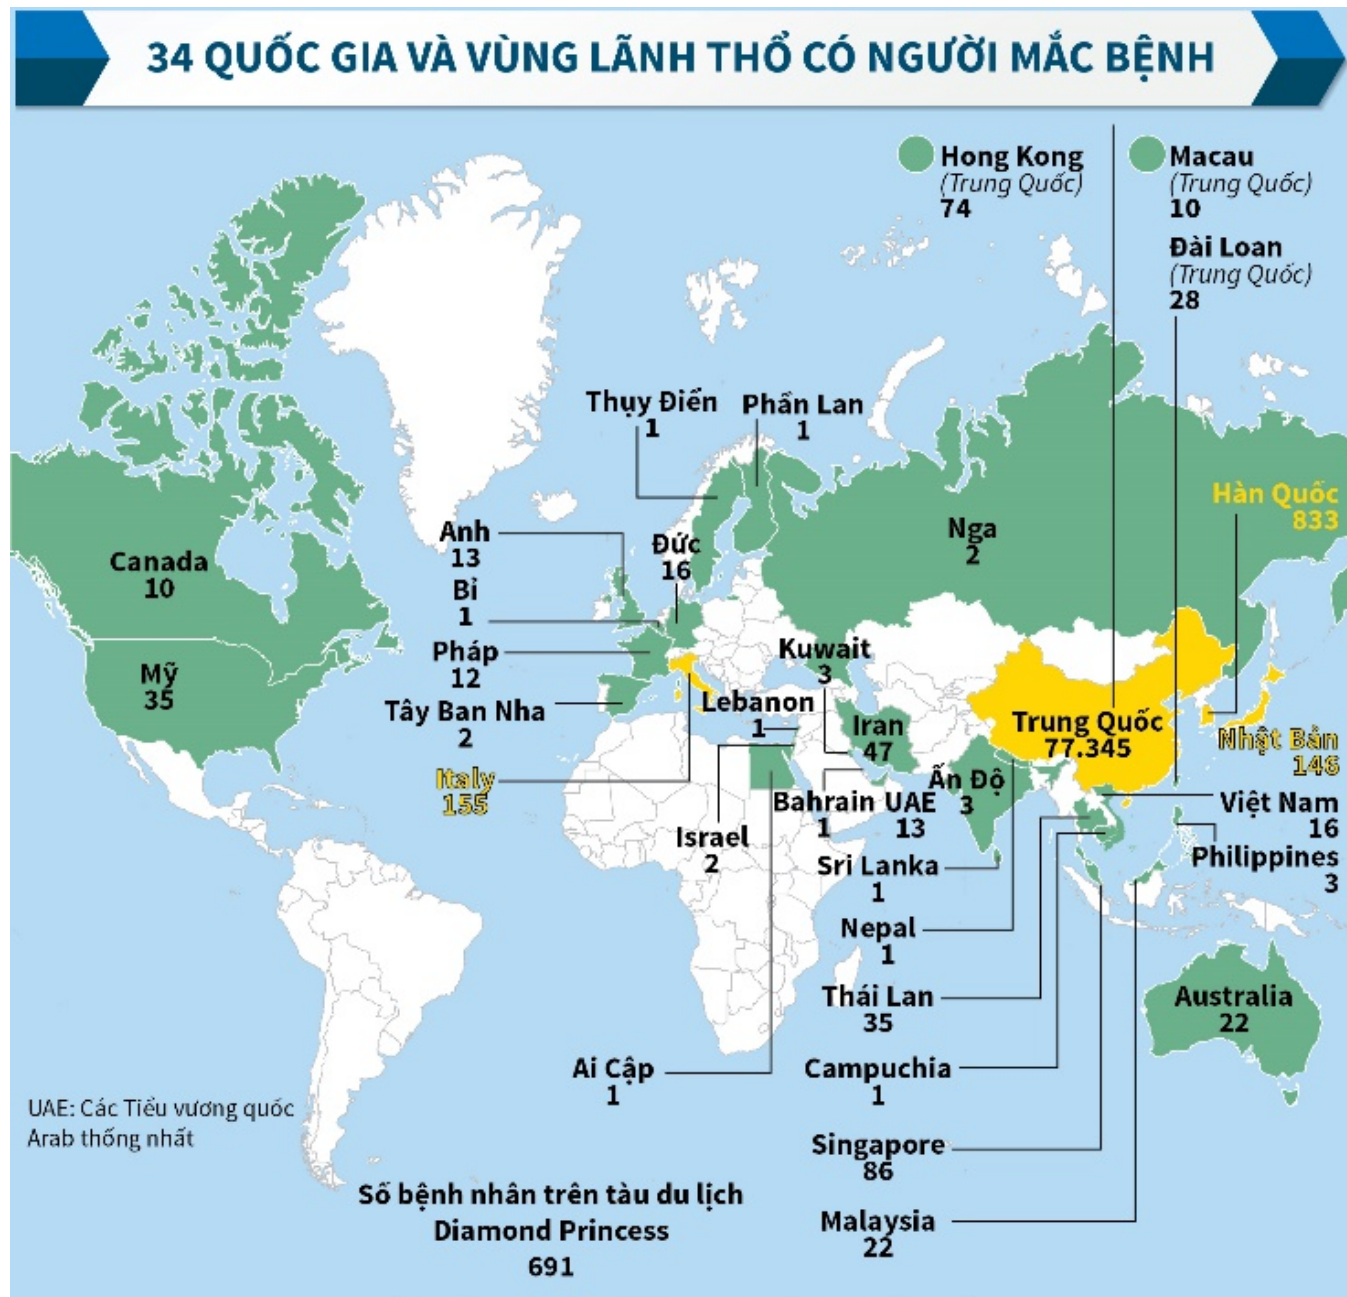 34 QUỐC GIA VÀ VÙNG LÃNH THỔ CÓ NGƯỜI MẮC BỆNH
Hong Kong
(Trung Quốc)
74
Macau
(Trung Quốc)
10
Đài Loan
(Trung Quốc)
28
Thụy Điển
1
Phần Lan
1
Hàn Quốc
833
Nga
2
Anh
13
Đức
16
Canada
10
Bỉ
1
Pháp
12
Kuwait
3
Mỹ
35
Tây Ban Nha
2
Lebanon
1
Iran
47
Trung Quốc
77.345
Nhật Bản
146
Italy
155
Ấn Độ
3
Bahrain
1
UAE
13
Việt Nam
16
Israel
2
Philippines
3
Sri Lanka
1
Nepal
1
Thái Lan
35
Australia
22
Ai Cập
1
Campuchia
1
UAE: Các Tiểu vương quốc
Arab thống nhất
Singapore
86
Số bệnh nhân trên tàu du lịch
Diamond Princess
691
Malaysia
22